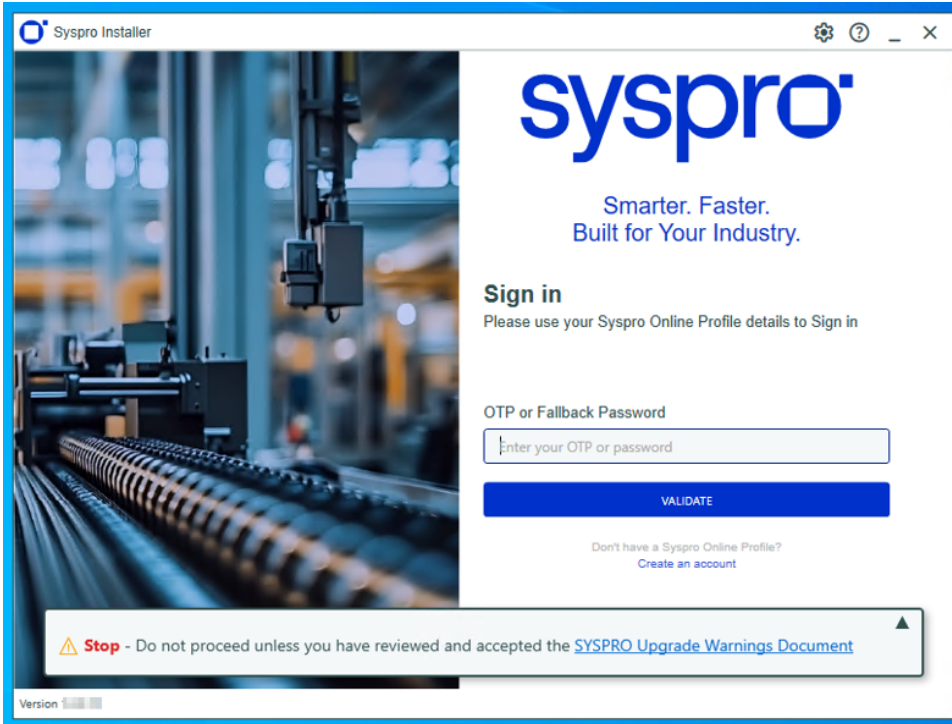 Syspro Installer
syspro
Smarter. Faster.
Built for Your Industry.
Sign in
Please use your Syspro Online Profile details to Sign in
OTP or Fallback Password
Enter your OTP or password
VALIDATE
Don't have a Syspro Online Profile?
Create an account
Stop - Do not proceed unless you have reviewed and accepted the SYSPRO Upgrade Warnings Document
Version